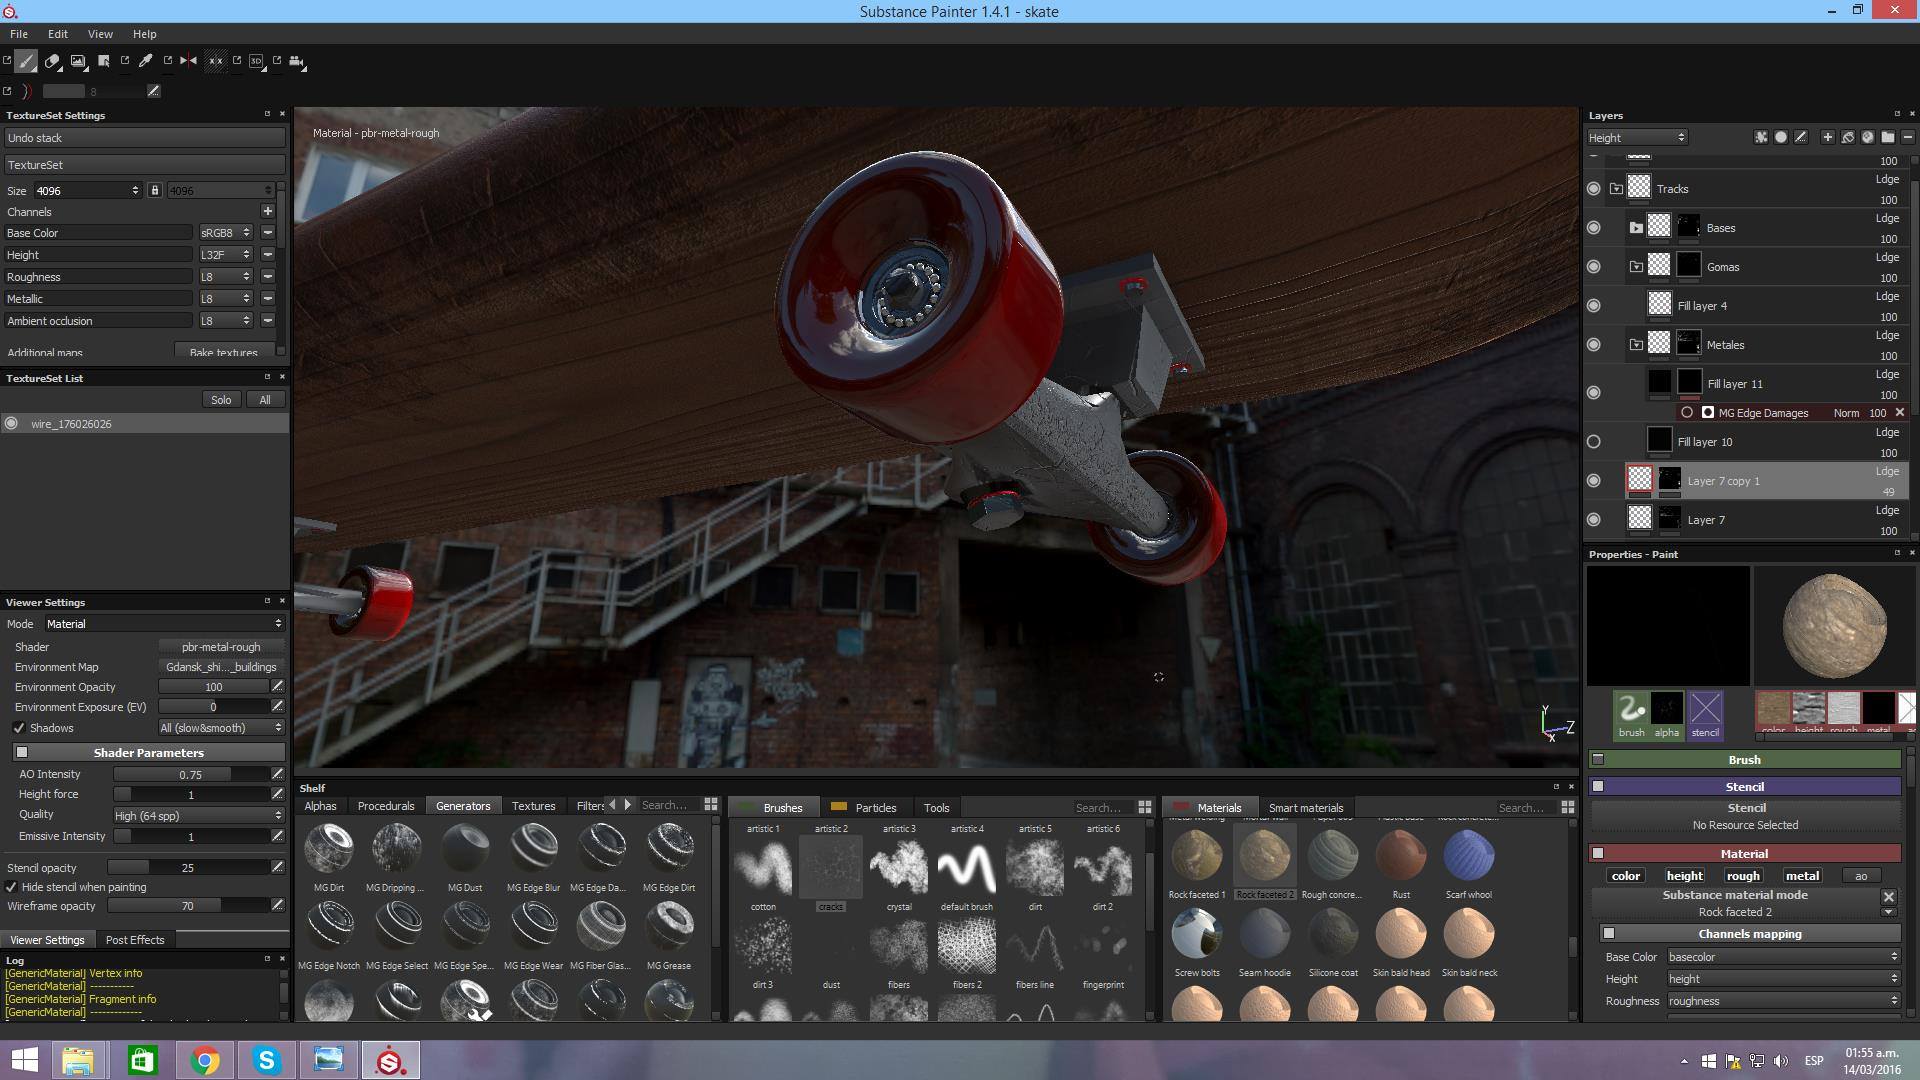 Substance Painter 1.4.1 - skate
File Edit View Help
8
TextureSet Settings
Undo stack
TextureSet
Size 4096 4096
Channels
Base Color sRGB8
Height L32F
Roughness L8
Metallic L8
Ambient occlusion L8
Additional maps Bake textures
TextureSet List
Solo All
wire_176026026
Viewer Settings
Mode Material
Shader pbr-metal-rough
Environment Map Gdansk_shi..._buildings
Environment Opacity 100
Environment Exposure (EV) 0
Shadows All (slow&smooth)
Shader Parameters
AO Intensity 0.75
Height force 1
Quality High (64 spp)
Emissive Intensity 1
Stencil opacity 25
Hide stencil when painting
Wireframe opacity 70
Viewer Settings Post Effects
Log
[GenericMaterial] Vertex info
[GenericMaterial] -----------
[GenericMaterial] Fragment info
[GenericMaterial] -------------
Material - pbr-metal-rough
Y
Z
X
Shelf
Alphas Procedurals Generators Textures Filters Search...
MG Dirt MG Dripping ... MG Dust MG Edge Blur MG Edge Da... MG Edge Dirt
MG Edge Notch MG Edge Select MG Edge Spe... MG Edge Wear MG Fiber Glas... MG Grease
Brushes Particles Tools Search...
artistic 1 artistic 2 artistic 3 artistic 4 artistic 5 artistic 6
cotton cracks crystal default brush dirt dirt 2
dirt 3 dust fibers fibers 2 fibers line fingerprint
Materials Smart materials Search...
Rock faceted 1 Rock faceted 2 Rough concre... Rust Scarf whool
Screw bolts Seam hoodie Silicone coat Skin bald head Skin bald neck
Layers
Height
100
Tracks Ldge 100
Bases Ldge 100
Gomas Ldge 100
Fill layer 4 Ldge 100
Metales Ldge 100
Fill layer 11 Ldge 100
MG Edge Damages Norm 100
Fill layer 10 Ldge 100
Layer 7 copy 1 Ldge 49
Layer 7 Ldge 100
Properties - Paint
brush alpha stencil
color height rough metal
Brush
Stencil
Stencil
No Resource Selected
Material
color height rough metal ao
Substance material mode
Rock faceted 2
Channels mapping
Base Color basecolor
Height height
Roughness roughness
3D
ESP
01:55 a.m.
14/03/2016